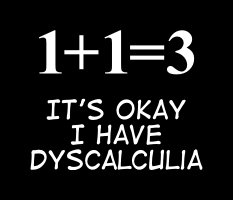 1+1=3
IT'S OKAY
I HAVE
DYSCALCULIA